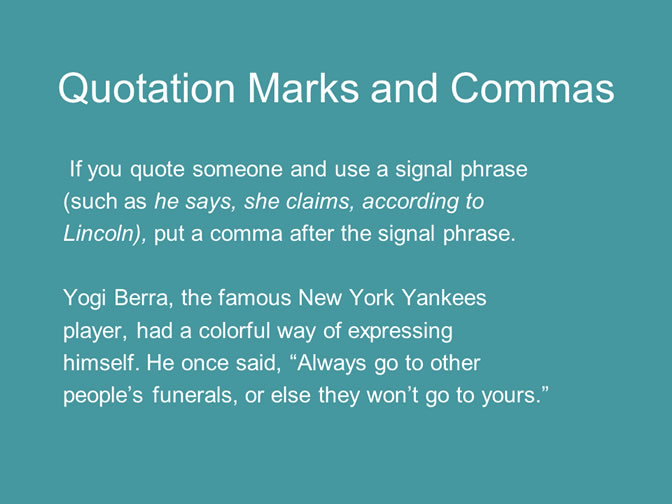 Quotation Marks and Commas
If you quote someone and use a signal phrase
(such as he says, she claims, according to
Lincoln), put a comma after the signal phrase.
Yogi Berra, the famous New York Yankees
player, had a colorful way of expressing
himself. He once said, “Always go to other
people’s funerals, or else they won’t go to yours.”